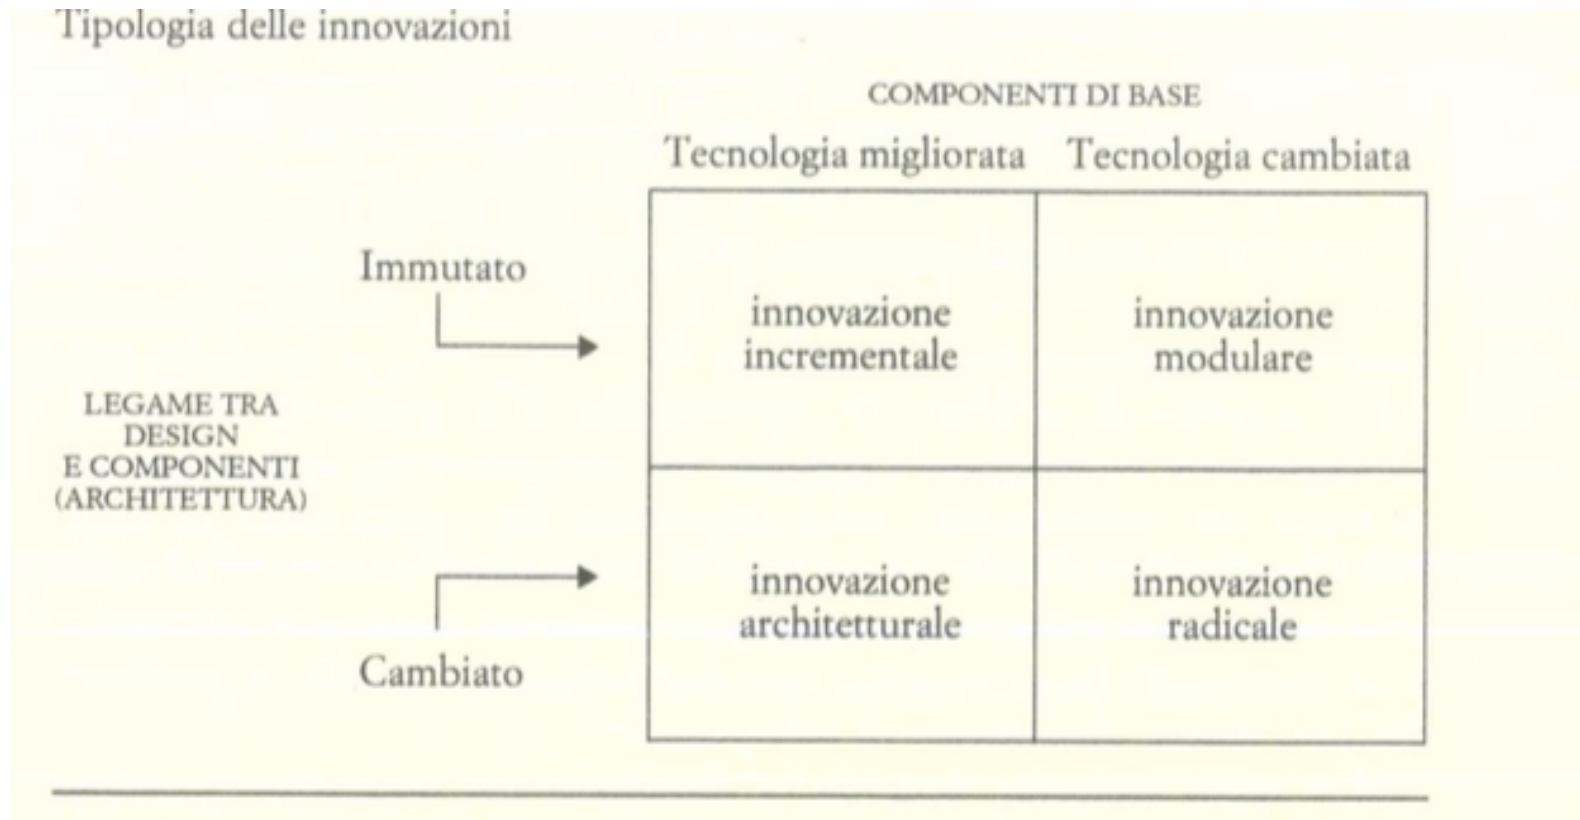 Tipologia delle innovazioni
COMPONENTI DI BASE
Tecnologia migliorata Tecnologia cambiata
Immutato
innovazione
incrementale
innovazione
modulare
LEGAME TRA
DESIGN
E COMPONENTI
(ARCHITETTURA)
innovazione
architetturale
innovazione
radicale
Cambiato